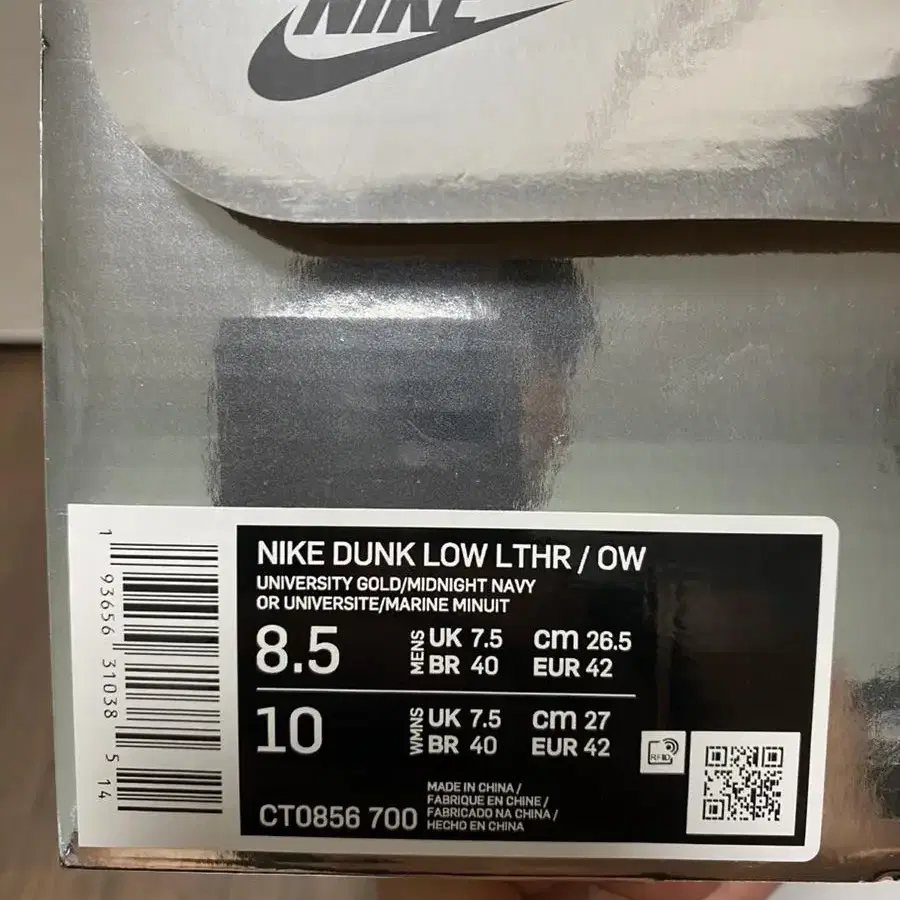 NIKE
NIKE DUNK LOW LTHR / OW
UNIVERSITY GOLD/MIDNIGHT NAVY
OR UNIVERSITE/MARINE MINUIT
8.5 MENS UK 7.5 cm 26.5
BR 40 EUR 42
10 WMNS UK 7.5 cm 27
BR 40 EUR 42
RFID
CT0856 700
MADE IN CHINA /
FABRIQUE EN CHINE /
FABRICADO NA CHINA /
HECHO EN CHINA
1 93656 31038 5 14